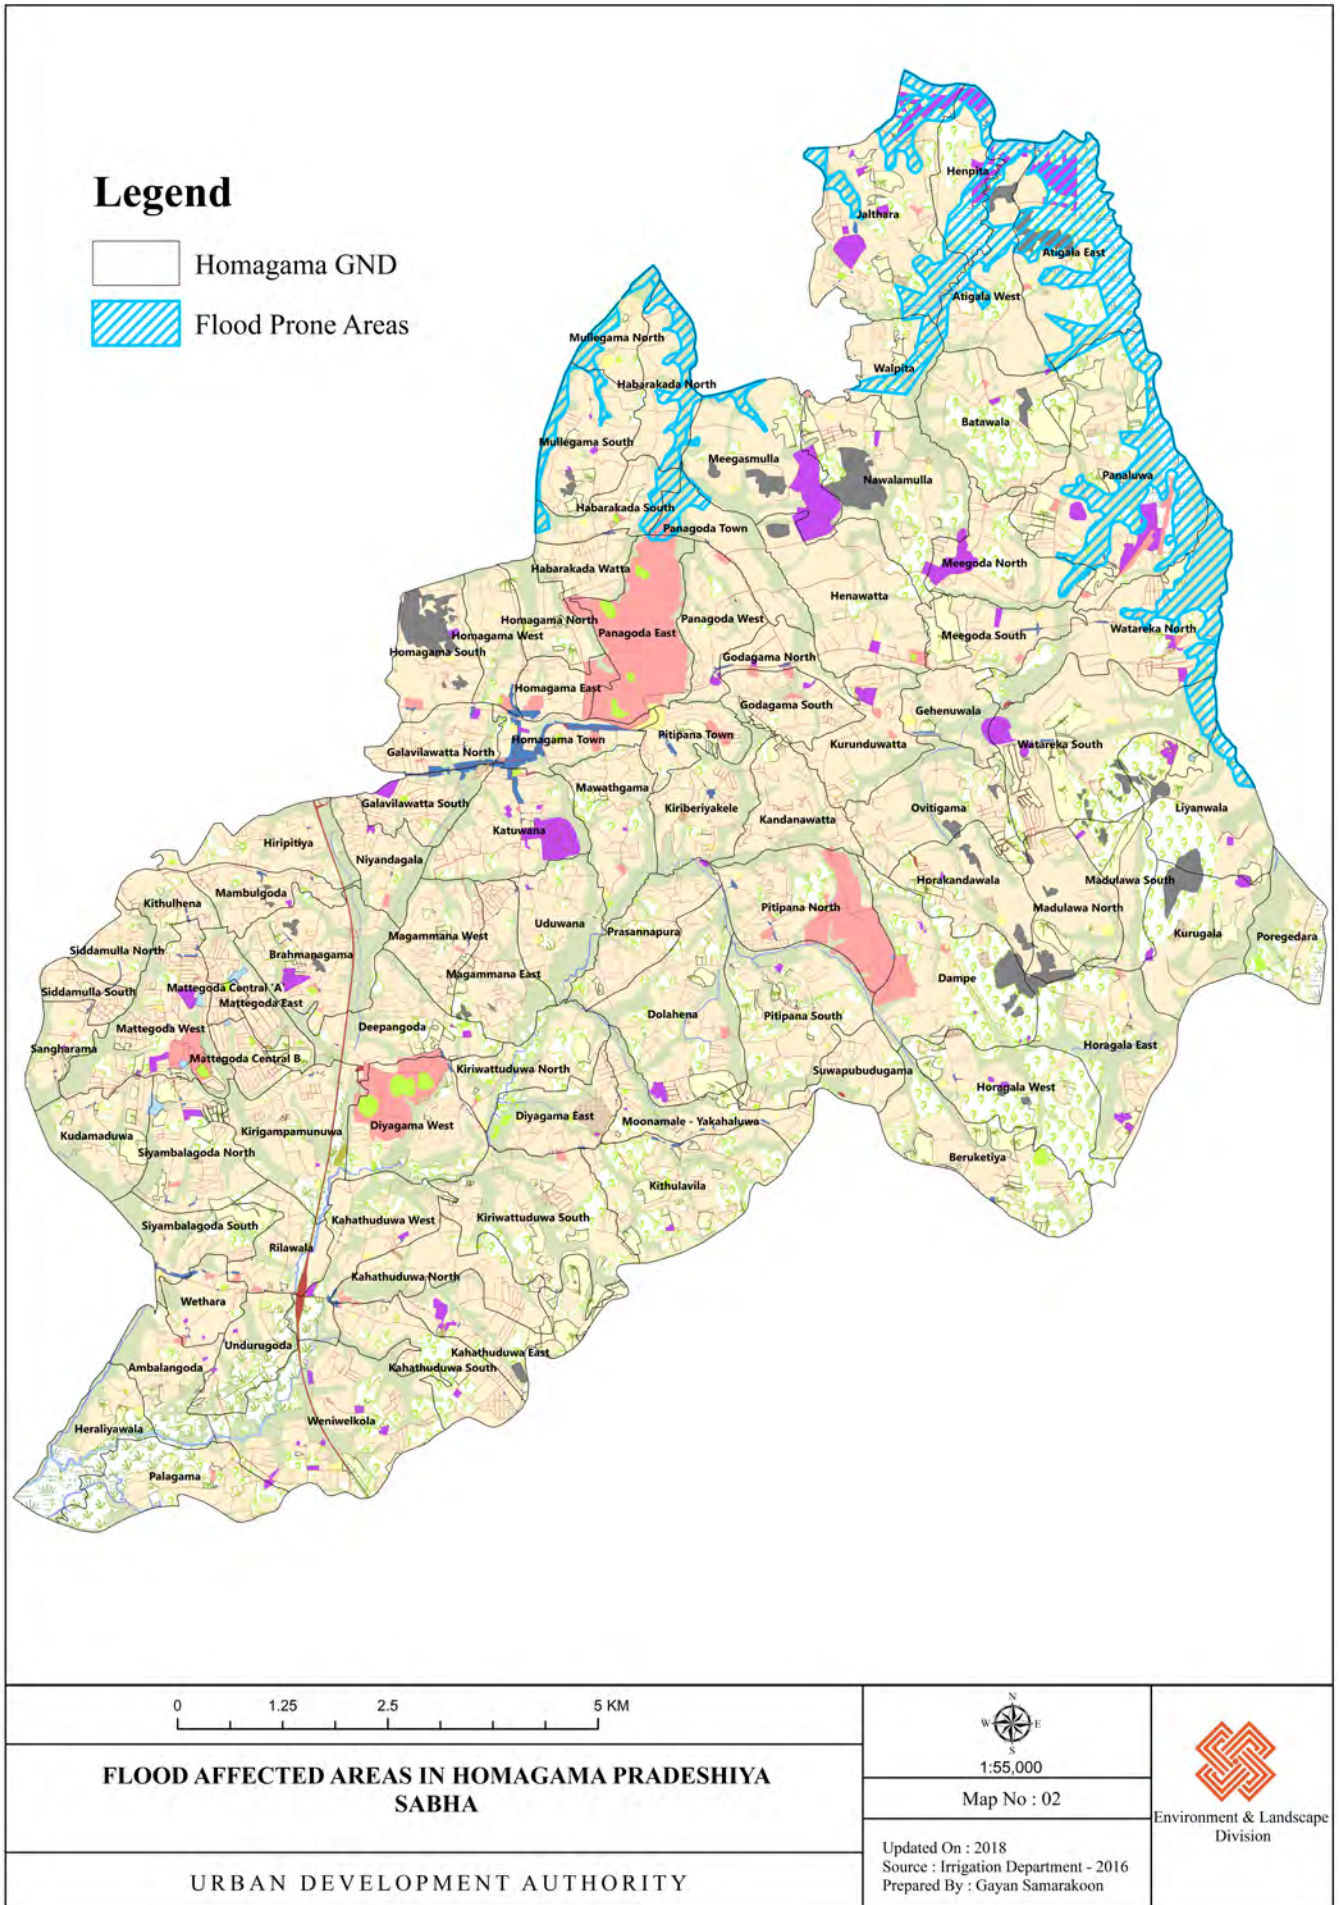 Legend
Homagama GND
Flood Prone Areas
Henpita
Jalthara
Atigala East
Atigala West
Mullegama North
Walpita
Habarakada North
Batawala
Mullegama South
Meegasmulla
Panaluwa
Nawalamulla
Habarakada South
Panagoda Town
Meegoda North
Habarakada Watta
Henawatta
Homagama North
Panagoda West
Panagoda East
Homagama West
Meegoda South
Watareka North
Homagama South
Godagama North
Homagama East
Godagama South
Gehenuwala
Homagama Town
Pitipana Town
Kurunduwatta
Watareka South
Galavilawatta North
Mawathgama
Galavilawatta South
Kiriberiyakele
Ovitigama
Liyanwala
Kandanawatta
Katuwana
Hiripitiya
Niyandagala
Horakandawala
Madulawa South
Mambulgoda
Kithulhena
Pitipana North
Madulawa North
Uduwana
Prasannapura
Magammana West
Kurugala
Poregedara
Siddamulla North
Brahmanagama
Magammana East
Dampe
Siddamulla South
Mattegoda Central 'A'
Mattegoda East
Dolahena
Pitipana South
Mattegoda West
Deepangoda
Horagala East
Sangharama
Mattegoda Central B
Kiriwattuduwa North
Suwapubudugama
Horagala West
Diyagama East
Moonamale - Yakahaluwa
Diyagama West
Kudamaduwa
Kirigampamunuwa
Siyambalagoda North
Beruketiya
Kithulavila
Kahathuduwa West
Kiriwattuduwa South
Siyambalagoda South
Rilawala
Kahathuduwa North
Wethara
Undurugoda
Kahathuduwa East
Ambalangoda
Kahathuduwa South
Weniwelkola
Heraliyawala
Palagama
0 1.25 2.5 5 KM
FLOOD AFFECTED AREAS IN HOMAGAMA PRADESHIYA
SABHA
URBAN DEVELOPMENT AUTHORITY
N
W E
S
1:55,000
Map No : 02
Updated On : 2018
Source : Irrigation Department - 2016
Prepared By : Gayan Samarakoon
Environment & Landscape
Division